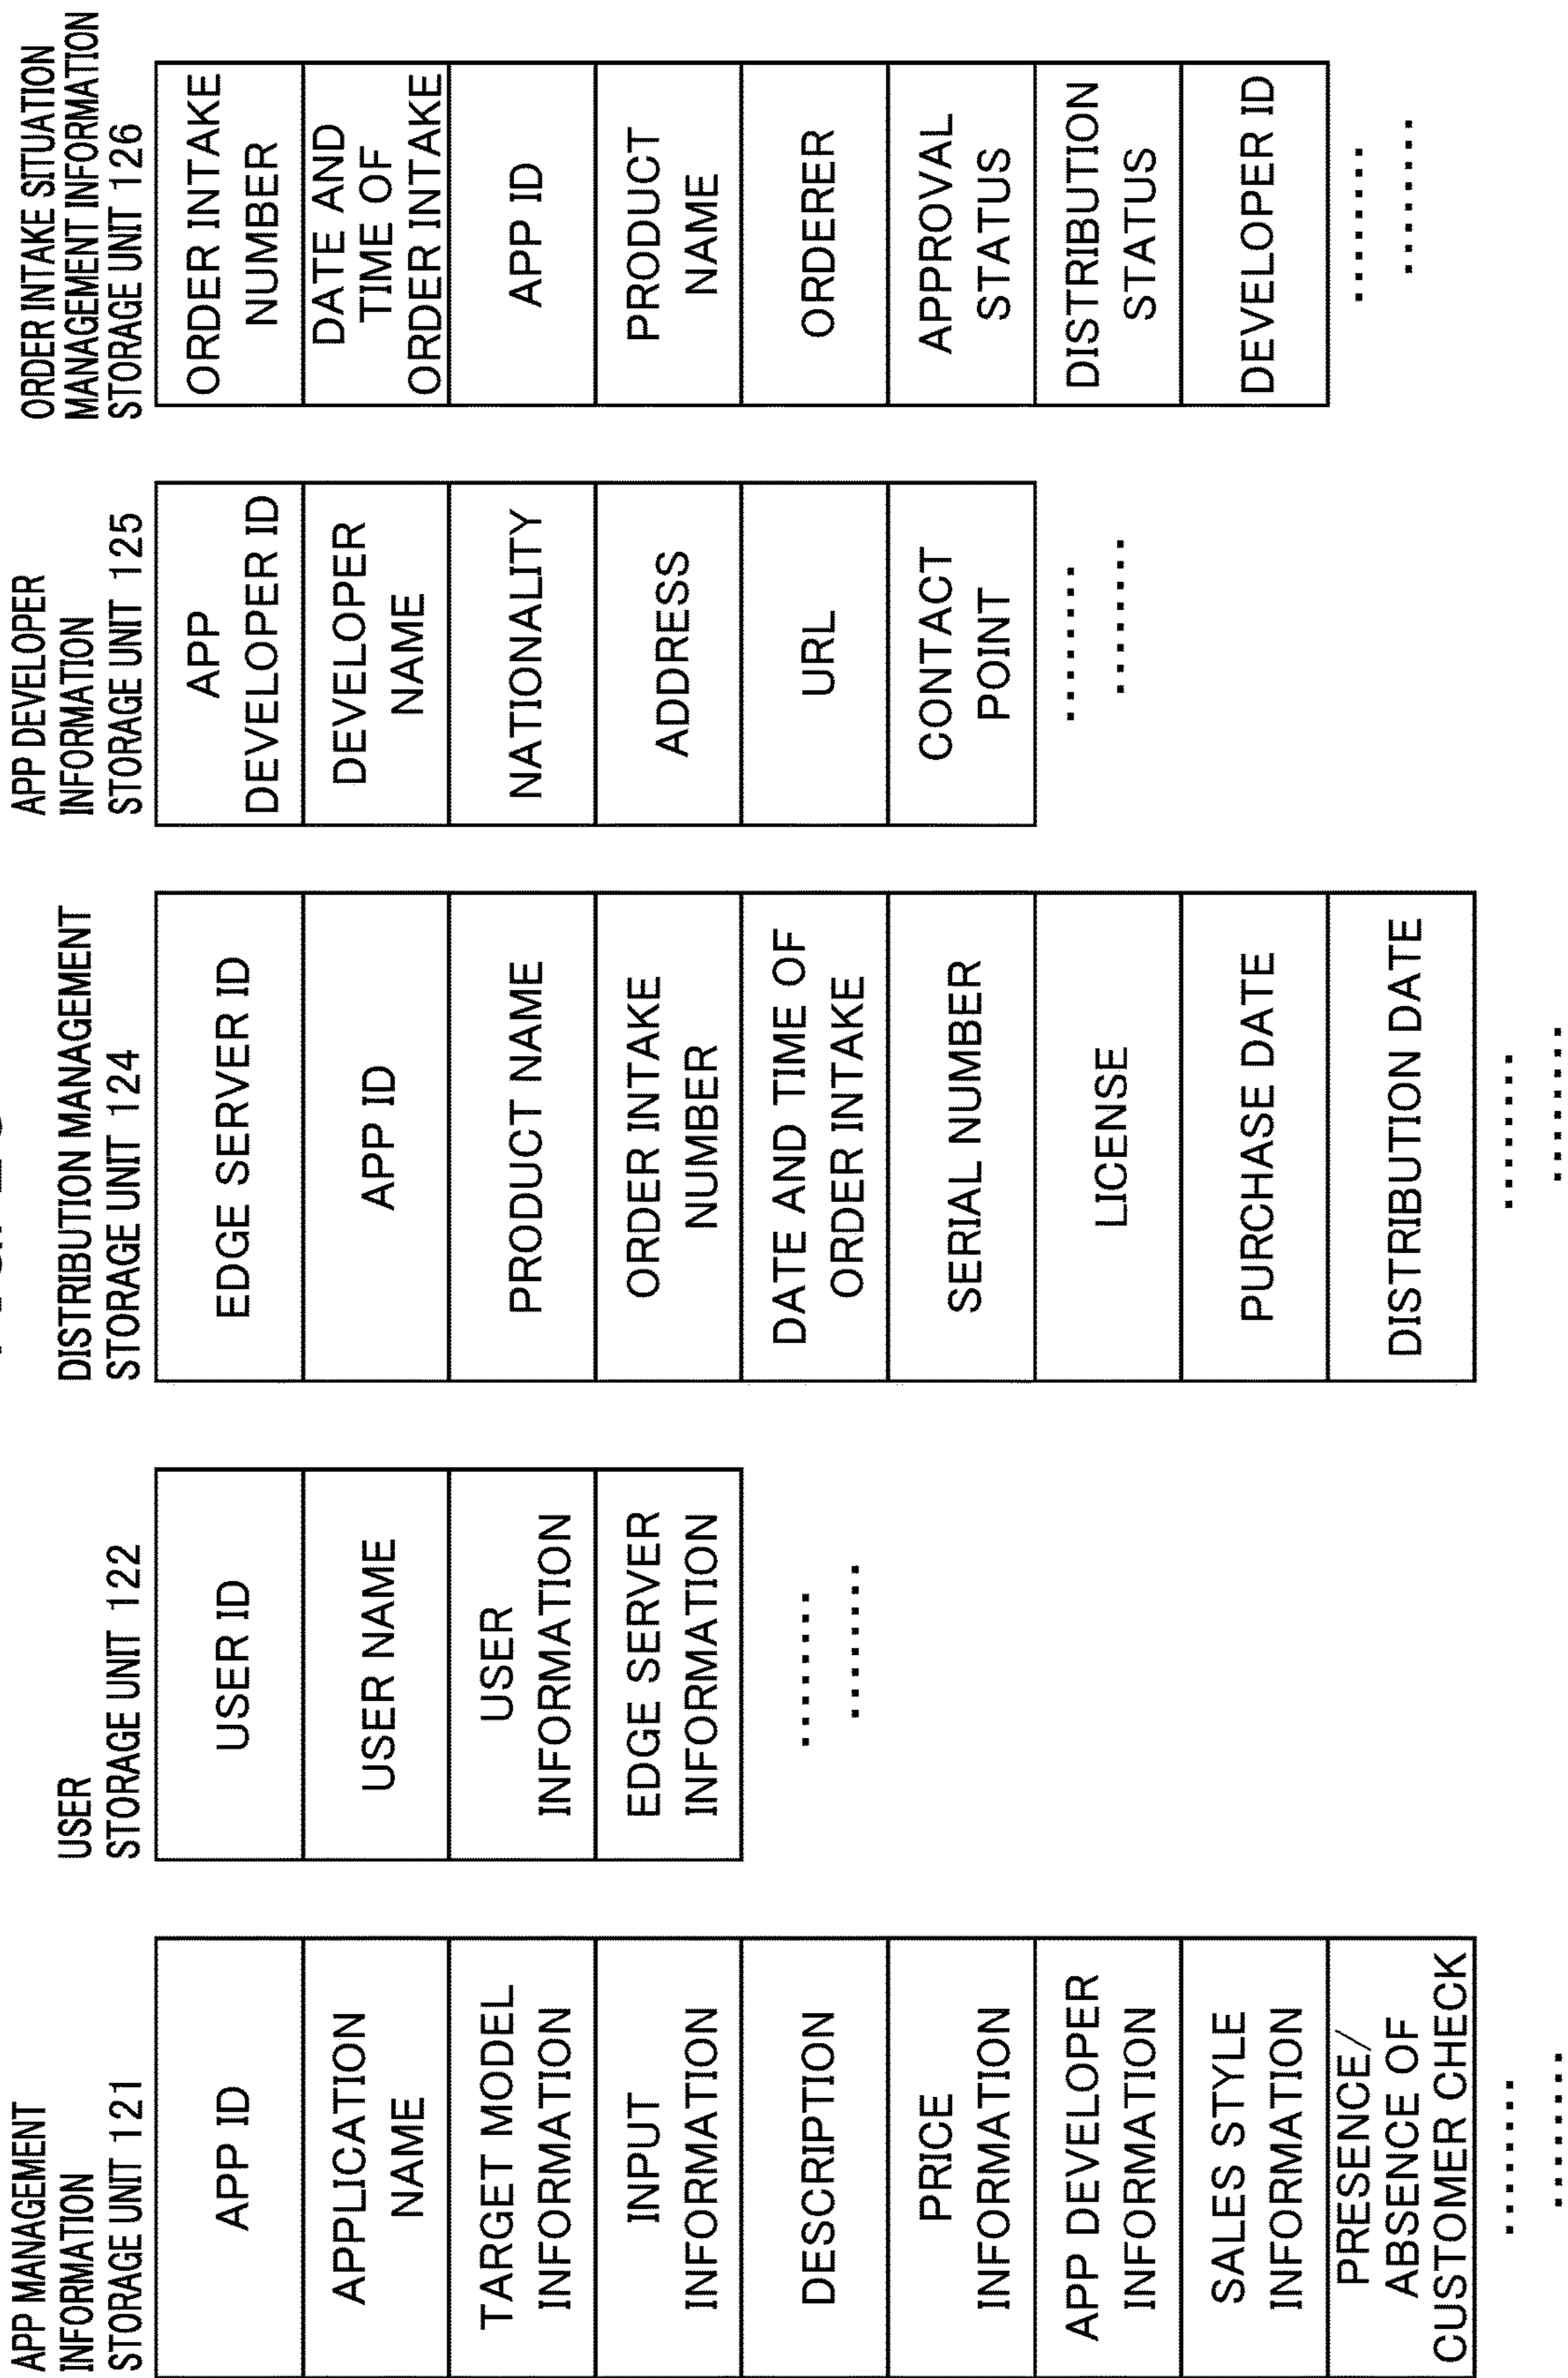 APP MANAGEMENT
INFORMATION
STORAGE UNIT 121
APP ID
APPLICATION
NAME
TARGET MODEL
INFORMATION
INPUT
INFORMATION
DESCRIPTION
PRICE
INFORMATION
APP DEVELOPER
INFORMATION
SALES STYLE
INFORMATION
PRESENCE/
ABSENCE OF
CUSTOMER CHECK
.......
.......
USER
STORAGE UNIT 122
USER ID
USER NAME
USER
INFORMATION
EDGE SERVER
INFORMATION
.......
.......
DISTRIBUTION MANAGEMENT
STORAGE UNIT 124
EDGE SERVER ID
APP ID
PRODUCT NAME
ORDER INTAKE
NUMBER
DATE AND TIME OF
ORDER INTAKE
SERIAL NUMBER
LICENSE
PURCHASE DATE
DISTRIBUTION DATE
.......
.......
APP DEVELOPER
INFORMATION
STORAGE UNIT 125
APP
DEVELOPER ID
DEVELOPER
NAME
NATIONALITY
ADDRESS
URL
CONTACT
POINT
.......
.......
ORDER INTAKE SITUATION
MANAGEMENT INFORMATION
STORAGE UNIT 126
ORDER INTAKE
NUMBER
DATE AND
TIME OF
ORDER INTAKE
APP ID
PRODUCT
NAME
ORDERER
APPROVAL
STATUS
DISTRIBUTION
STATUS
DEVELOPER ID
.......
.......